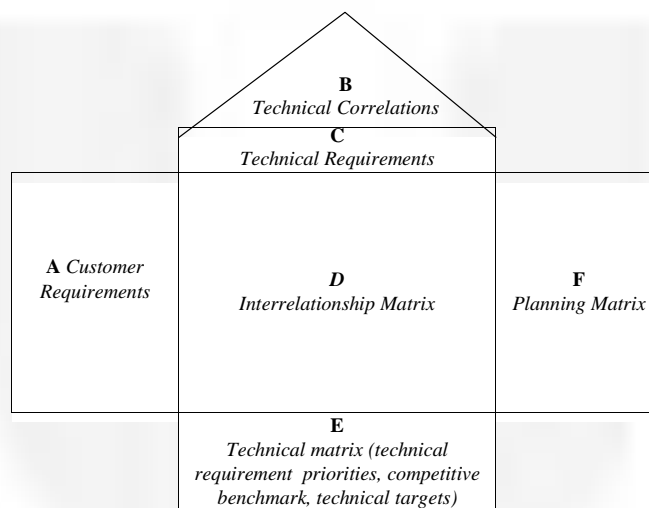 B
Technical Correlations
C
Technical Requirements
A Customer
Requirements
D
Interrelationship Matrix
F
Planning Matrix
E
Technical matrix (technical
requirement priorities, competitive
benchmark, technical targets)